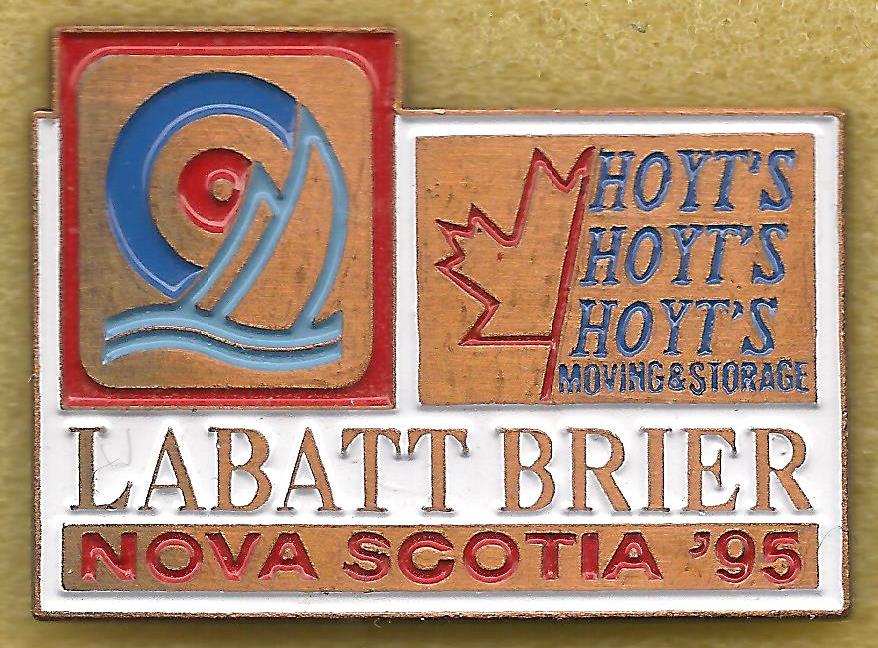 HOYT'S
HOYT'S
HOYT'S
MOVING & STORAGE
LABATT BRIER
NOVA SCOTIA '95